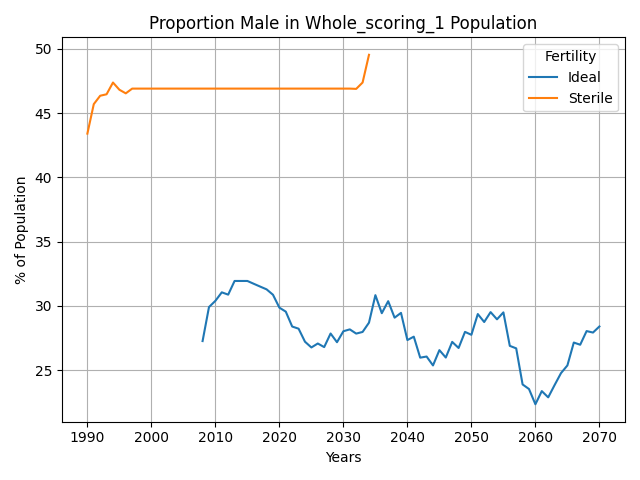 Proportion Male in Whole_scoring_1 Population
% of Population
50
45
40
35
30
25
Fertility
Ideal
Sterile
1990 2000 2010 2020 2030 2040 2050 2060 2070
Years